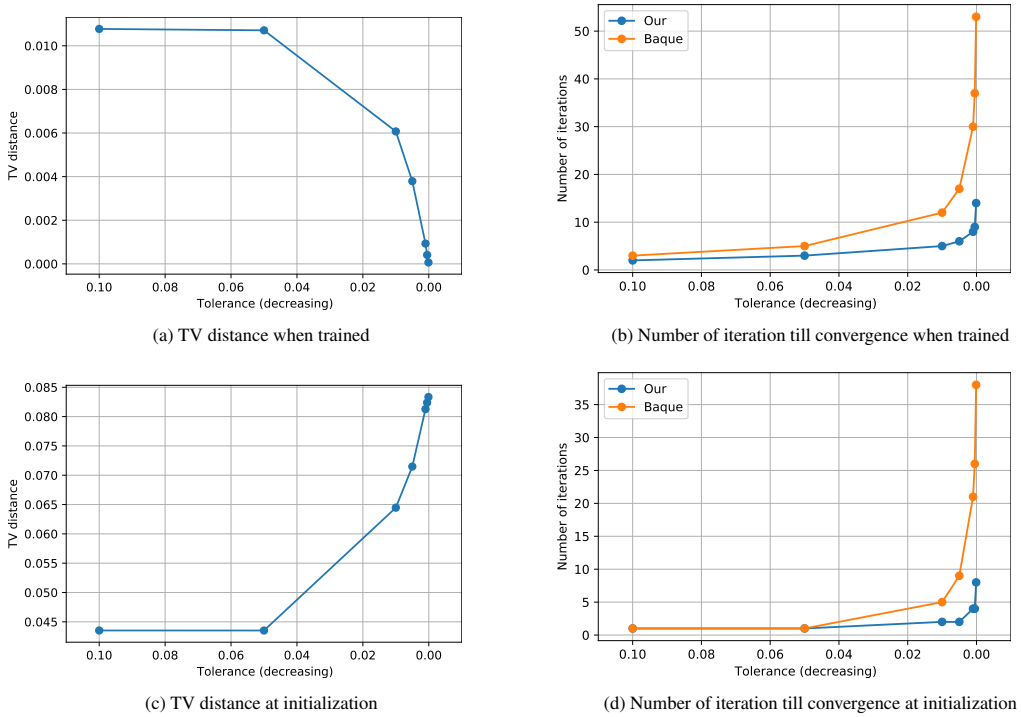 0.010
0.008
0.006
0.004
0.002
0.000
TV distance
0.10 0.08 0.06 0.04 0.02 0.00
Tolerance (decreasing)
(a) TV distance when trained
Our
Baque
50
40
30
20
10
0
Number of iterations
0.10 0.08 0.06 0.04 0.02 0.00
Tolerance (decreasing)
(b) Number of iteration till convergence when trained
0.085
0.080
0.075
0.070
0.065
0.060
0.055
0.050
0.045
TV distance
0.10 0.08 0.06 0.04 0.02 0.00
Tolerance (decreasing)
(c) TV distance at initialization
Our
Baque
35
30
25
20
15
10
5
0
Number of iterations
0.10 0.08 0.06 0.04 0.02 0.00
Tolerance (decreasing)
(d) Number of iteration till convergence at initialization